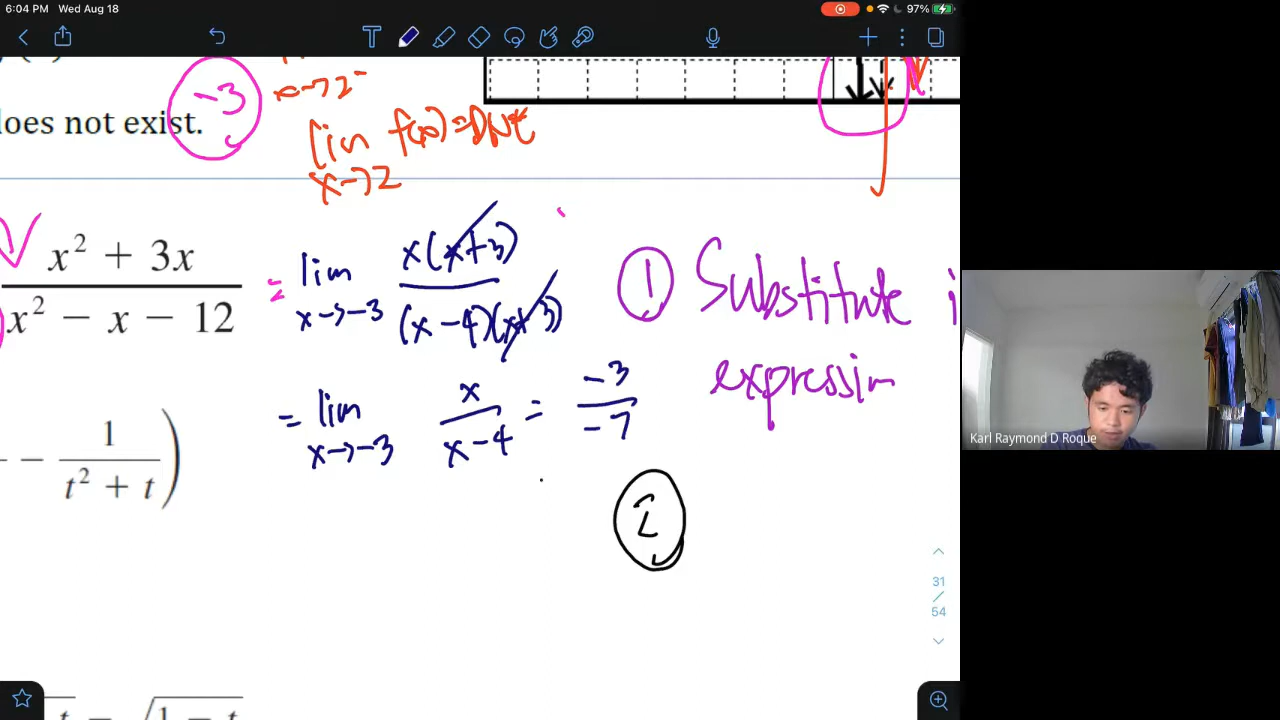 6:04 PM Wed Aug 18
97%
-3
x→2⁻
does not exist.
lim f(x) = DNE
x→2
x² + 3x
x² − x − 12
= lim x(x+3)
x→-3 (x-4)(x+3)
① Substitute i
expression
= lim x = -3
x→-3 x-4 -7
− 1
t² + t )
②
Karl Raymond D Roque
31
/
54
t − √1 − t